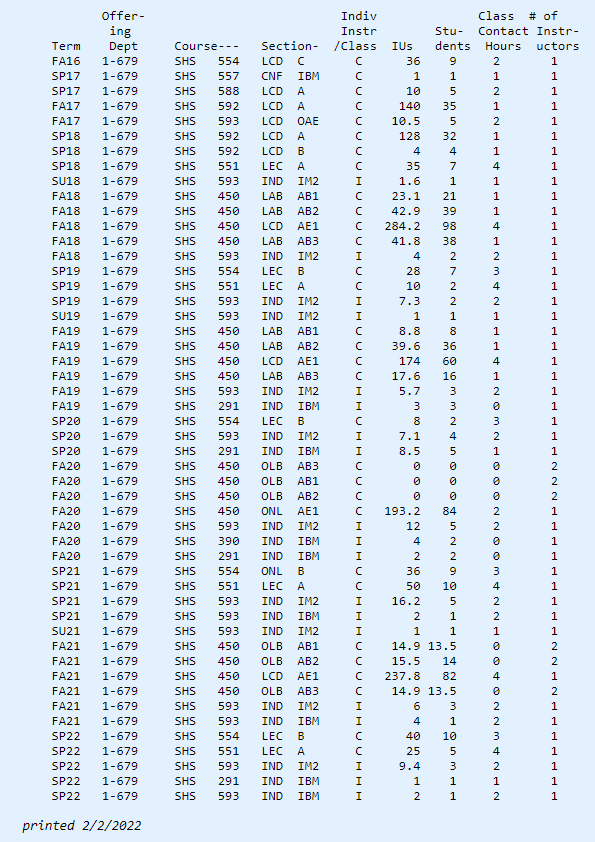 Offer- Indiv Class # of
ing Instr Stu- Contact Instr-
Term Dept Course--- Section- /Class IUs dents Hours uctors
FA16 1-679 SHS 554 LCD C C 36 9 2 1
SP17 1-679 SHS 557 CNF IBM C 1 1 1 1
SP17 1-679 SHS 588 LCD A C 10 5 2 1
FA17 1-679 SHS 592 LCD A C 140 35 1 1
FA17 1-679 SHS 593 LCD OAE C 10.5 5 2 1
SP18 1-679 SHS 592 LCD A C 128 32 1 1
SP18 1-679 SHS 592 LCD B C 4 4 1 1
SP18 1-679 SHS 551 LEC A C 35 7 4 1
SU18 1-679 SHS 593 IND IM2 I 1.6 1 1 1
FA18 1-679 SHS 450 LAB AB1 C 23.1 21 1 1
FA18 1-679 SHS 450 LAB AB2 C 42.9 39 1 1
FA18 1-679 SHS 450 LCD AE1 C 284.2 98 4 1
FA18 1-679 SHS 450 LAB AB3 C 41.8 38 1 1
FA18 1-679 SHS 593 IND IM2 I 4 2 2 1
SP19 1-679 SHS 554 LEC B C 28 7 3 1
SP19 1-679 SHS 551 LEC A C 10 2 4 1
SP19 1-679 SHS 593 IND IM2 I 7.3 2 2 1
SU19 1-679 SHS 593 IND IM2 I 1 1 1 1
FA19 1-679 SHS 450 LAB AB1 C 8.8 8 1 1
FA19 1-679 SHS 450 LAB AB2 C 39.6 36 1 1
FA19 1-679 SHS 450 LCD AE1 C 174 60 4 1
FA19 1-679 SHS 450 LAB AB3 C 17.6 16 1 1
FA19 1-679 SHS 593 IND IM2 I 5.7 3 2 1
FA19 1-679 SHS 291 IND IBM I 3 3 0 1
SP20 1-679 SHS 554 LEC B C 8 2 3 1
SP20 1-679 SHS 593 IND IM2 I 7.1 4 2 1
SP20 1-679 SHS 291 IND IBM I 8.5 5 1 1
FA20 1-679 SHS 450 OLB AB3 C 0 0 0 2
FA20 1-679 SHS 450 OLB AB1 C 0 0 0 2
FA20 1-679 SHS 450 OLB AB2 C 0 0 0 2
FA20 1-679 SHS 450 ONL AE1 C 193.2 84 2 1
FA20 1-679 SHS 593 IND IM2 I 12 5 2 1
FA20 1-679 SHS 390 IND IBM I 4 2 0 1
FA20 1-679 SHS 291 IND IBM I 2 2 0 1
SP21 1-679 SHS 554 ONL B C 36 9 3 1
SP21 1-679 SHS 551 LEC A C 50 10 4 1
SP21 1-679 SHS 593 IND IM2 I 16.2 5 2 1
SP21 1-679 SHS 593 IND IBM I 2 1 2 1
SU21 1-679 SHS 593 IND IM2 I 1 1 1 1
FA21 1-679 SHS 450 OLB AB1 C 14.9 13.5 0 2
FA21 1-679 SHS 450 OLB AB2 C 15.5 14 0 2
FA21 1-679 SHS 450 LCD AE1 C 237.8 82 4 1
FA21 1-679 SHS 450 OLB AB3 C 14.9 13.5 0 2
FA21 1-679 SHS 593 IND IM2 I 6 3 2 1
FA21 1-679 SHS 593 IND IBM I 4 1 2 1
SP22 1-679 SHS 554 LEC B C 40 10 3 1
SP22 1-679 SHS 551 LEC A C 25 5 4 1
SP22 1-679 SHS 593 IND IM2 I 9.4 3 2 1
SP22 1-679 SHS 291 IND IBM I 1 1 1 1
SP22 1-679 SHS 593 IND IBM I 2 1 2 1
printed 2/2/2022